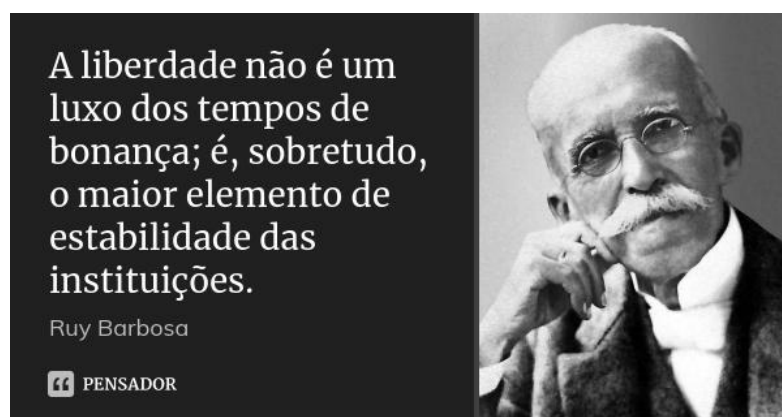 A liberdade não é um
luxo dos tempos de
bonança; é, sobretudo,
o maior elemento de
estabilidade das
instituições.
Ruy Barbosa
PENSADOR